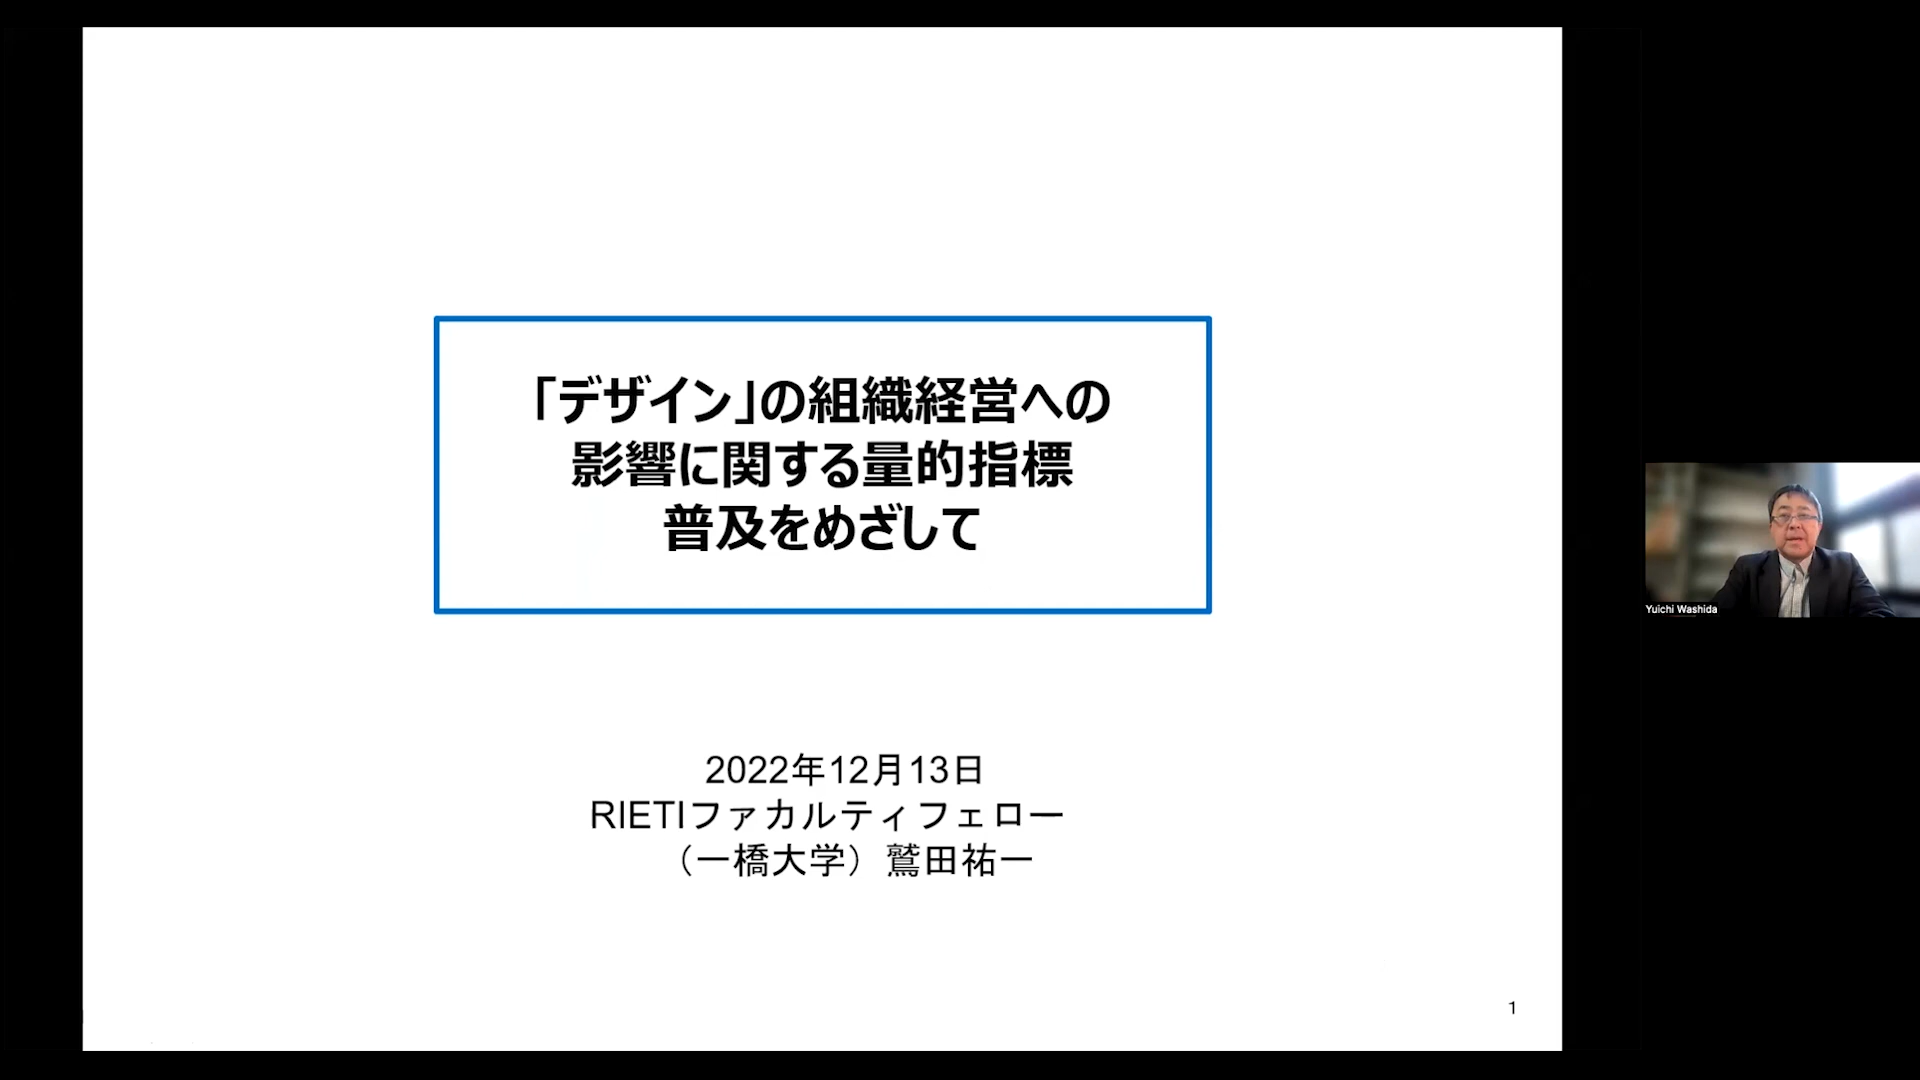 「デザイン」の組織経営への
影響に関する量的指標
普及をめざして
2022年12月13日
RIETIファカルティフェロー
（一橋大学）鷲田祐一
1
Yuichi Washida